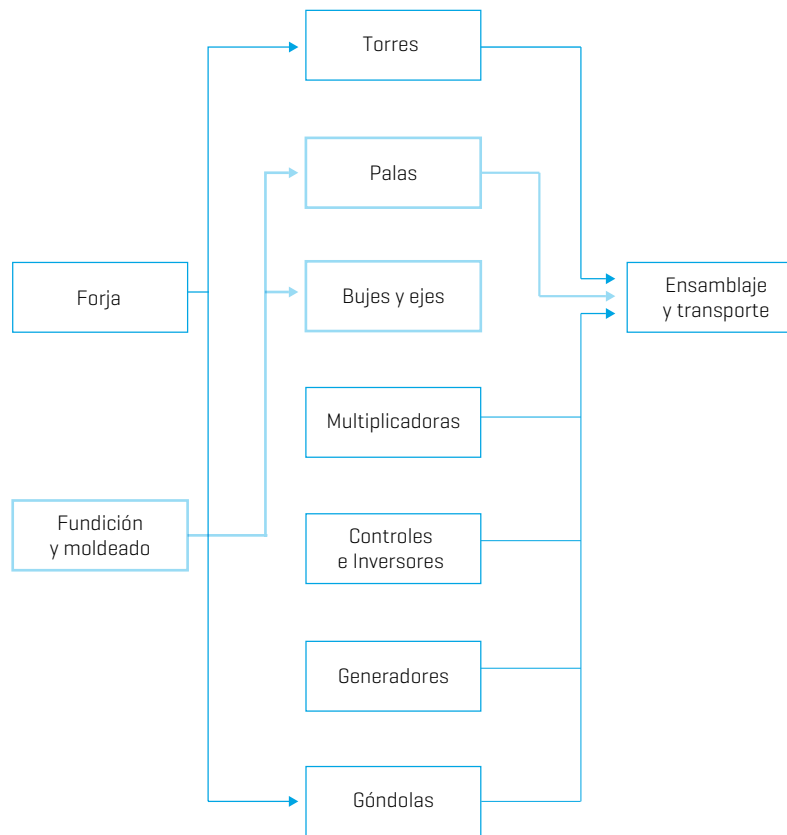 Torres
Palas
Forja
Bujes y ejes
Ensamblaje
y transporte
Multiplicadoras
Fundición
y moldeado
Controles
e Inversores
Generadores
Góndolas